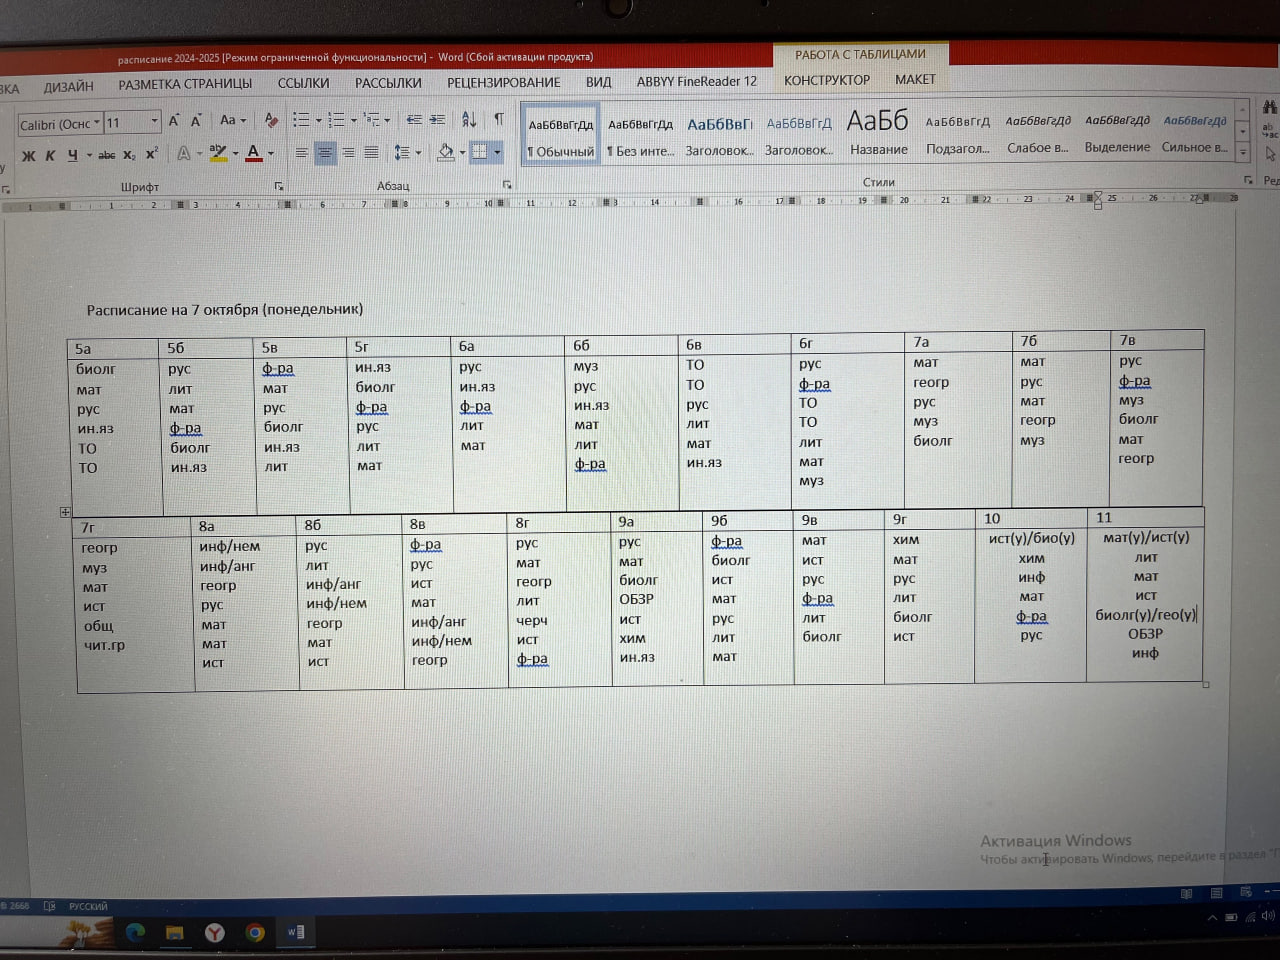 расписание 2024-2025 [Режим ограниченной функциональности] - Word (Сбой активации продукта)
РАБОТА С ТАБЛИЦАМИ
ВКА ДИЗАЙН РАЗМЕТКА СТРАНИЦЫ ССЫЛКИ РАССЫЛКИ РЕЦЕНЗИРОВАНИЕ ВИД ABBYY FineReader 12 КОНСТРУКТОР МАКЕТ
Calibri (Оснс 11
Ж К Ч abc x₂ x²
АаБбВвГгДд АаБбВвГгДд АаБбВвГг АаБбВвГгД АаБб АаБбВвГгД АаБбВвГгДд АаБбВвГгДд АаБбВвГгДд
¶ Обычный ¶ Без инте... Заголовок... Заголовок... Название Подзагол... Слабое в... Выделение Сильное в...
Шрифт Абзац Стили Ред
Расписание на 7 октября (понедельник)
5а 5б 5в 5г 6а 6б 6в 6г 7а 7б 7в
биолг рус ф-ра ин.яз рус муз ТО рус мат мат рус
мат лит мат биолг ин.яз рус ТО ф-ра геогр рус ф-ра
рус мат рус ф-ра ф-ра ин.яз рус ТО рус мат муз
ин.яз ф-ра биолг рус лит мат лит ТО муз геогр биолг
ТО биолг ин.яз лит мат лит мат лит биолг муз мат
ТО ин.яз лит мат ф-ра ин.яз мат геогр
муз
7г 8а 8б 8в 8г 9а 9б 9в 9г 10 11
геогр инф/нем рус ф-ра рус рус ф-ра мат хим ист(у)/био(у) мат(у)/ист(у)
муз инф/анг лит рус мат мат биолг ист мат хим лит
мат геогр инф/анг ист геогр биолг ист рус рус инф мат
ист рус инф/нем мат лит ОБЗР мат ф-ра лит мат ист
общ мат геогр инф/анг черч ист рус лит биолг ф-ра биолг(у)/гео(у)
чит.гр мат мат инф/нем ист хим лит биолг ист рус ОБЗР
ист ист геогр ф-ра ин.яз мат инф
Активация Windows
Чтобы активировать Windows, перейдите в раздел "П
2668 РУССКИЙ